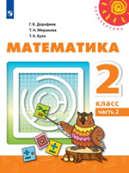 Г.В. Дорофеев
Т.Н. Миракова
Т.Б. Бука
МАТЕМАТИКА
2
класс
часть 2